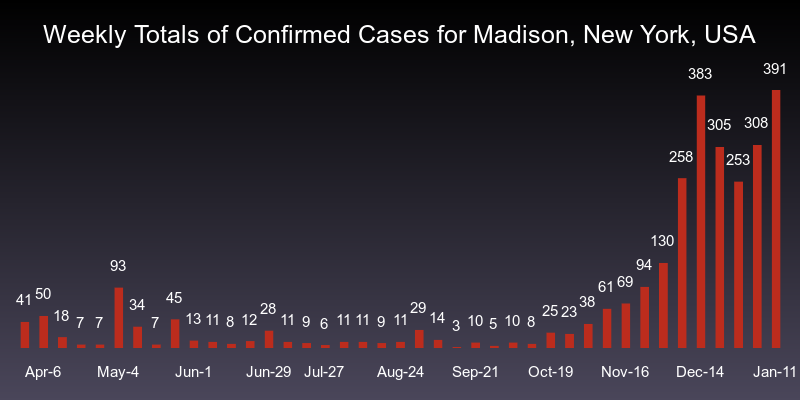 Weekly Totals of Confirmed Cases for Madison, New York, USA
41 50 18 7 7 93 34 7 45 13 11 8 12 28 11 9 6 11 11 9 11 29 14 3 10 5 10 8 25 23 38 61 69 94 130 258 383 305 253 308 391
Apr-6 May-4 Jun-1 Jun-29 Jul-27 Aug-24 Sep-21 Oct-19 Nov-16 Dec-14 Jan-11